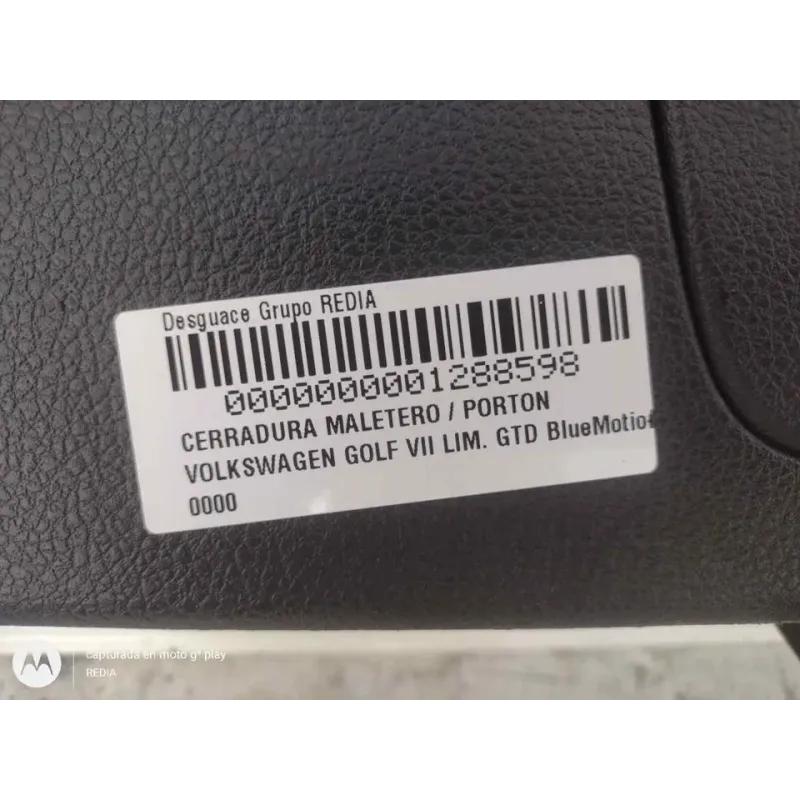 Desguace Grupo REDIA
0000000001288598
CERRADURA MALETERO / PORTON
VOLKSWAGEN GOLF VII LIM. GTD BlueMotio
0000
capturada en moto g⁸ play
REDIA